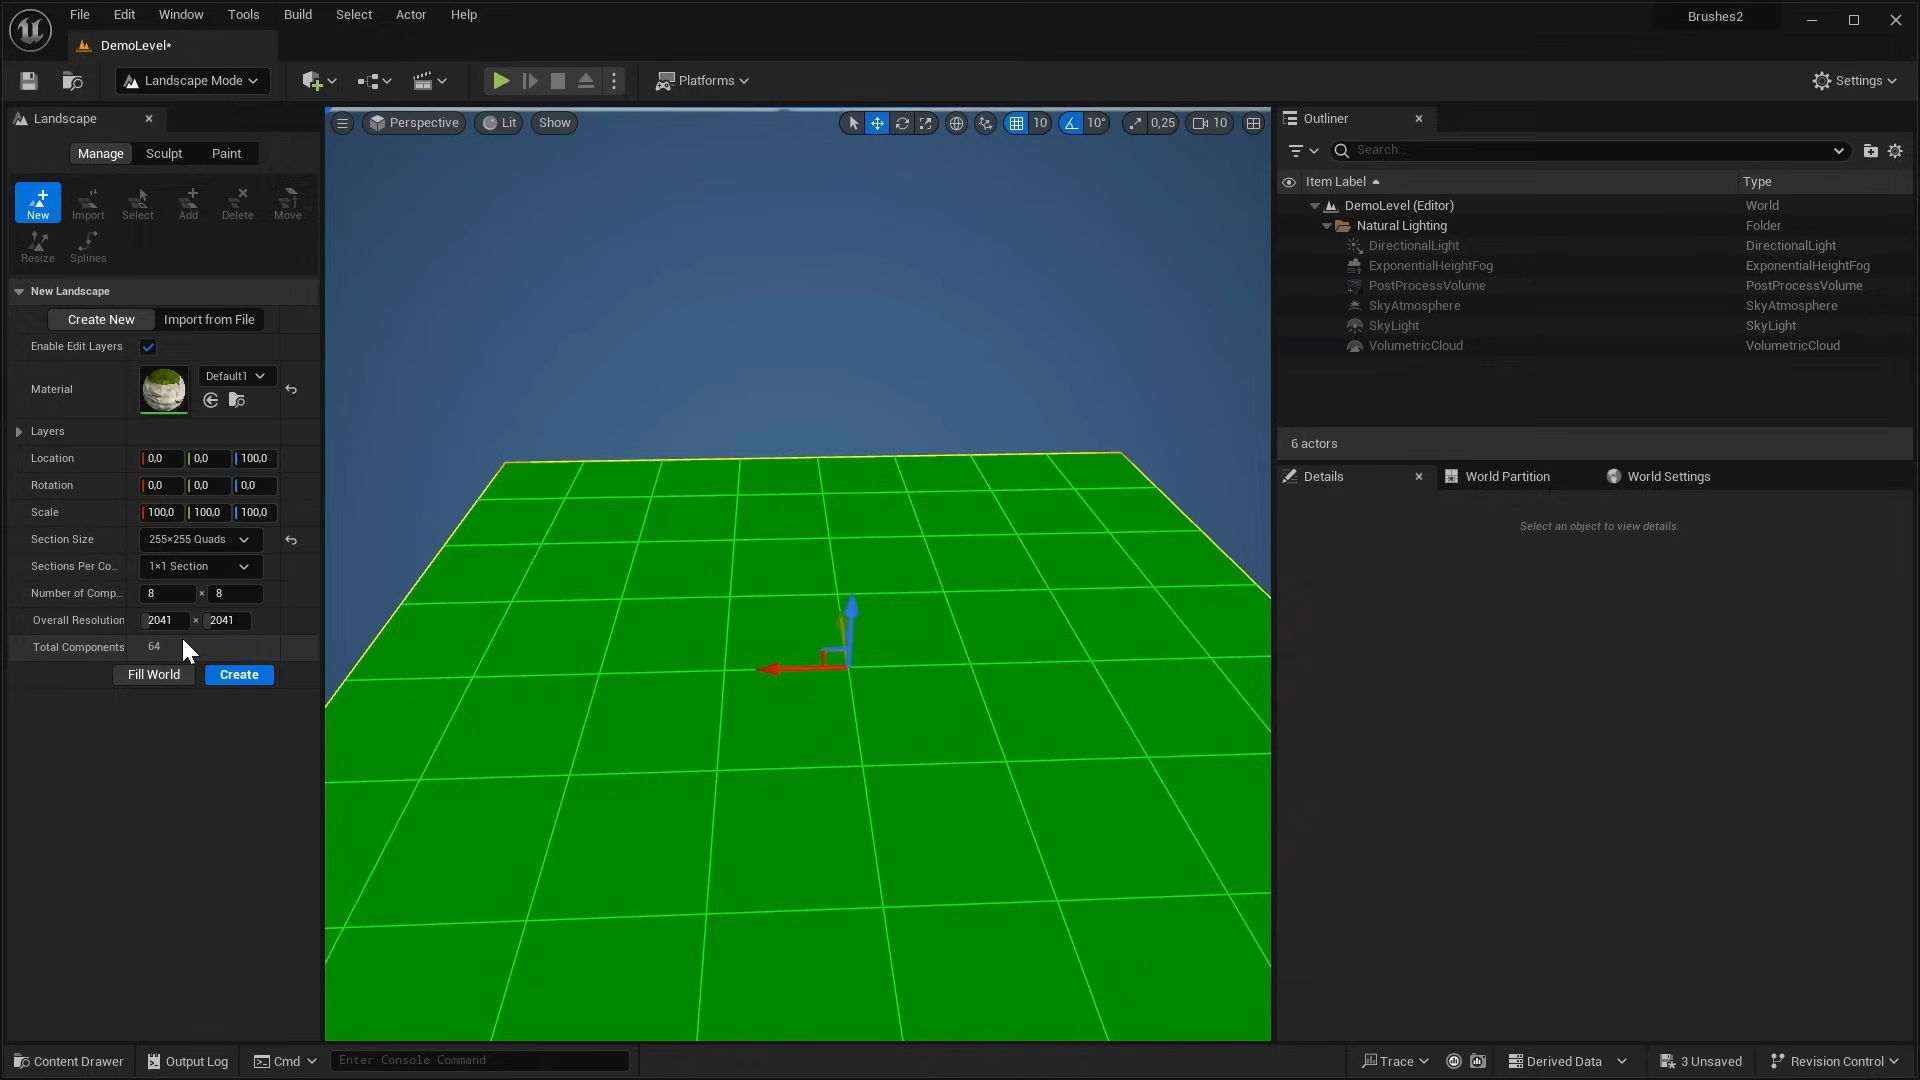 File Edit Window Tools Build Select Actor Help
Brushes2
DemoLevel*
Landscape Mode
Platforms
Settings
Landscape
Manage Sculpt Paint
New Import Select Add Delete Move
Resize Splines
New Landscape
Create New Import from File
Enable Edit Layers
Material Default1
Layers
Location 0,0 0,0 100,0
Rotation 0,0 0,0 0,0
Scale 100,0 100,0 100,0
Section Size 255×255 Quads
Sections Per Co... 1×1 Section
Number of Comp... 8 × 8
Overall Resolution 2041 × 2041
Total Components 64
Fill World Create
Perspective Lit Show
10 10° 0,25 10
Outliner
Search...
Item Label Type
DemoLevel (Editor) World
Natural Lighting Folder
DirectionalLight DirectionalLight
ExponentialHeightFog ExponentialHeightFog
PostProcessVolume PostProcessVolume
SkyAtmosphere SkyAtmosphere
SkyLight SkyLight
VolumetricCloud VolumetricCloud
6 actors
Details World Partition World Settings
Select an object to view details.
Content Drawer Output Log Cmd Enter Console Command
Trace Derived Data 3 Unsaved Revision Control